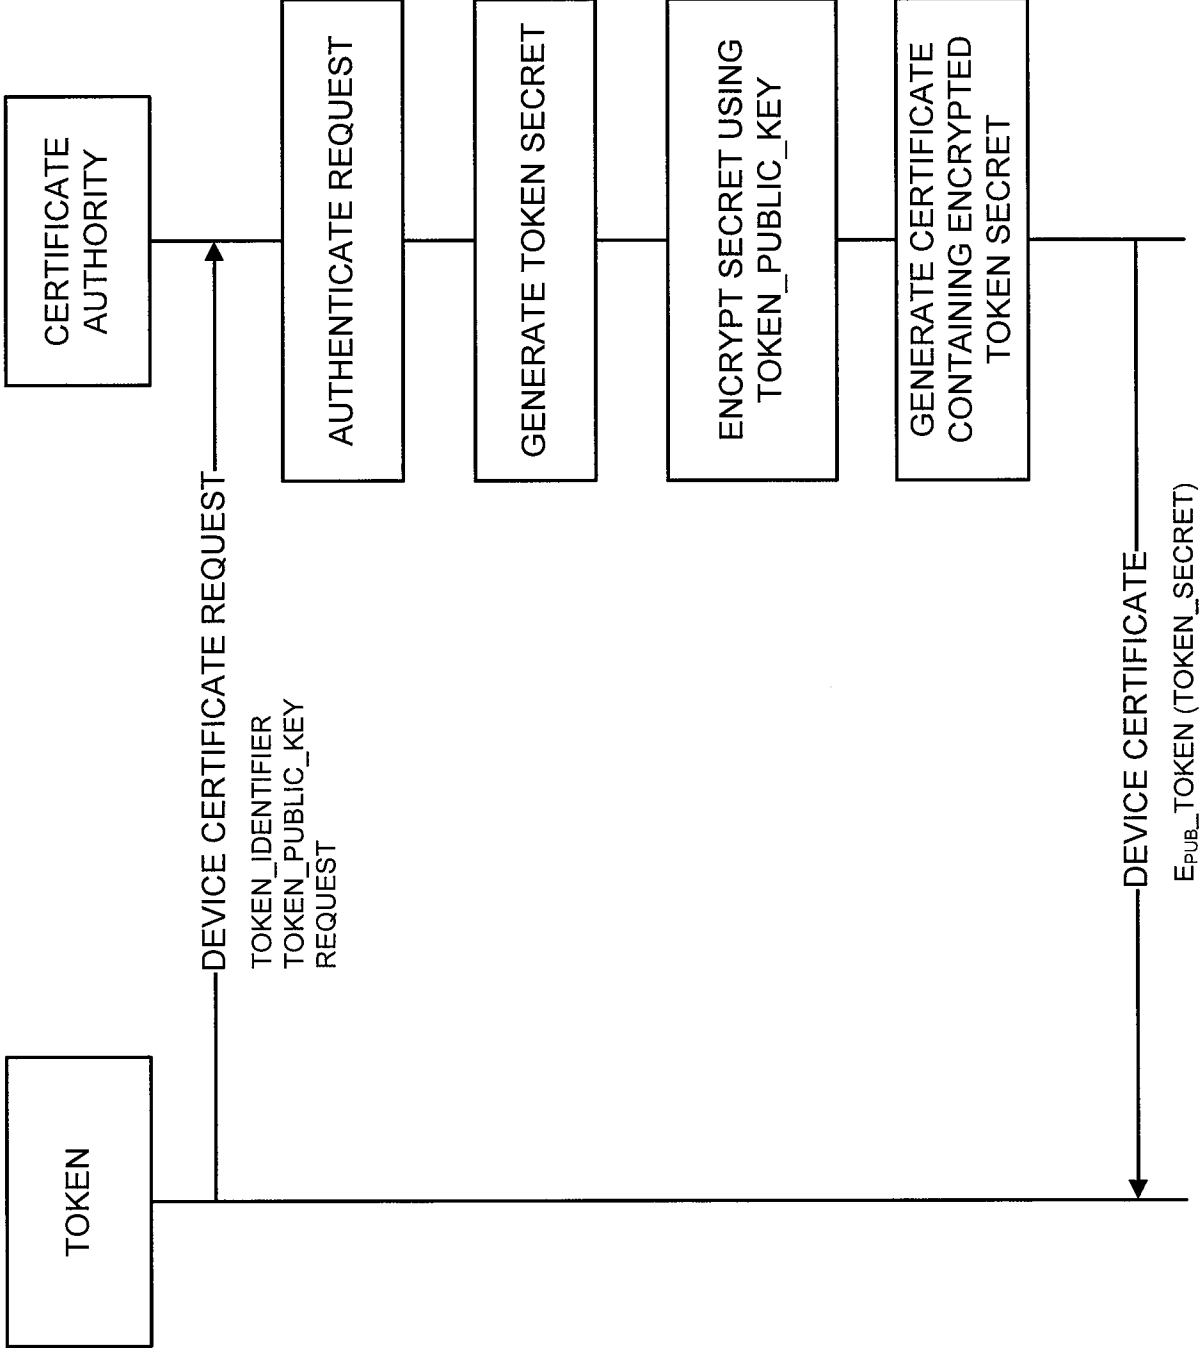 TOKEN
CERTIFICATE
AUTHORITY
DEVICE CERTIFICATE REQUEST
TOKEN_IDENTIFIER
TOKEN_PUBLIC_KEY
REQUEST
AUTHENTICATE REQUEST
GENERATE TOKEN SECRET
ENCRYPT SECRET USING
TOKEN_PUBLIC_KEY
GENERATE CERTIFICATE
CONTAINING ENCRYPTED
TOKEN SECRET
DEVICE CERTIFICATE
EPUB_TOKEN (TOKEN_SECRET)